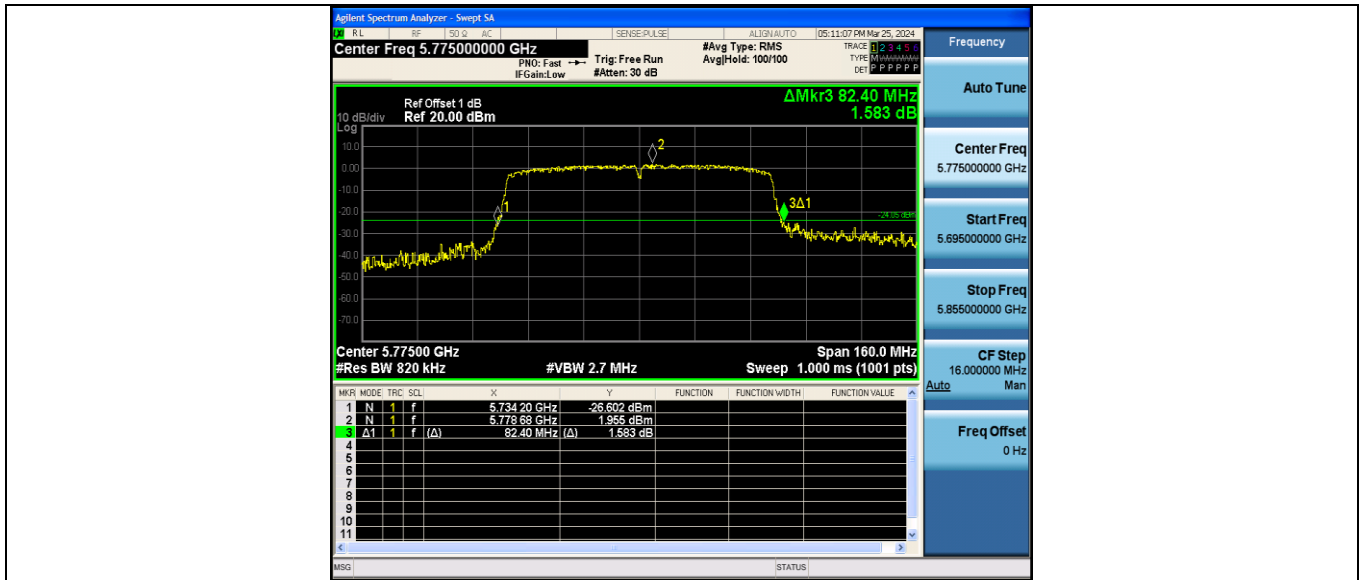 Agilent Spectrum Analyzer - Swept SA
RL RF 50 Ω AC SENSE:PULSE ALIGNAUTO 05:11:07 PM Mar 25, 2024
Center Freq 5.775000000 GHz
PNO: Fast
IFGain:Low
Trig: Free Run
#Atten: 30 dB
#Avg Type: RMS
Avg|Hold: 100/100
TRACE 1 2 3 4 5 6
TYPE M
DET P P P P P P
ΔMkr3 82.40 MHz
1.583 dB
Ref Offset 1 dB
10 dB/div Ref 20.00 dBm
Log
10.0
0.00
-10.0
-20.0
-30.0
-40.0
-50.0
-60.0
-70.0
1
2
3Δ1
-24.05 dBm
Center 5.77500 GHz Span 160.0 MHz
#Res BW 820 kHz #VBW 2.7 MHz Sweep 1.000 ms (1001 pts)
MKR MODE TRC SCL X Y FUNCTION FUNCTION WIDTH FUNCTION VALUE
1 N 1 f 5.734 20 GHz -26.602 dBm
2 N 1 f 5.778 68 GHz 1.955 dBm
3 Δ1 1 f (Δ) 82.40 MHz (Δ) 1.583 dB
4
5
6
7
8
9
10
11
MSG STATUS
Frequency
Auto Tune
Center Freq
5.775000000 GHz
Start Freq
5.695000000 GHz
Stop Freq
5.855000000 GHz
CF Step
16.000000 MHz
Auto Man
Freq Offset
0 Hz